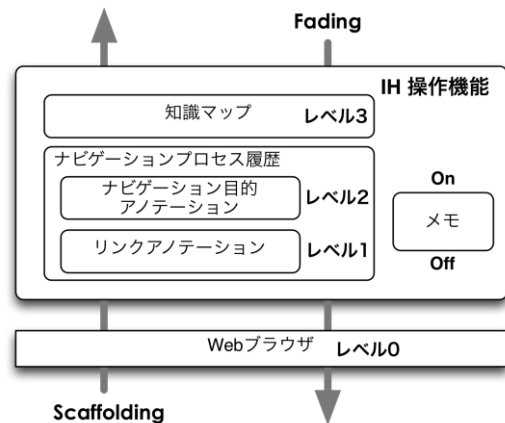 Fading
IH 操作機能
知識マップ レベル3
ナビゲーションプロセス履歴
ナビゲーション目的
アノテーション
レベル2
リンクアノテーション レベル1
On
メモ
Off
Webブラウザ レベル0
Scaffolding